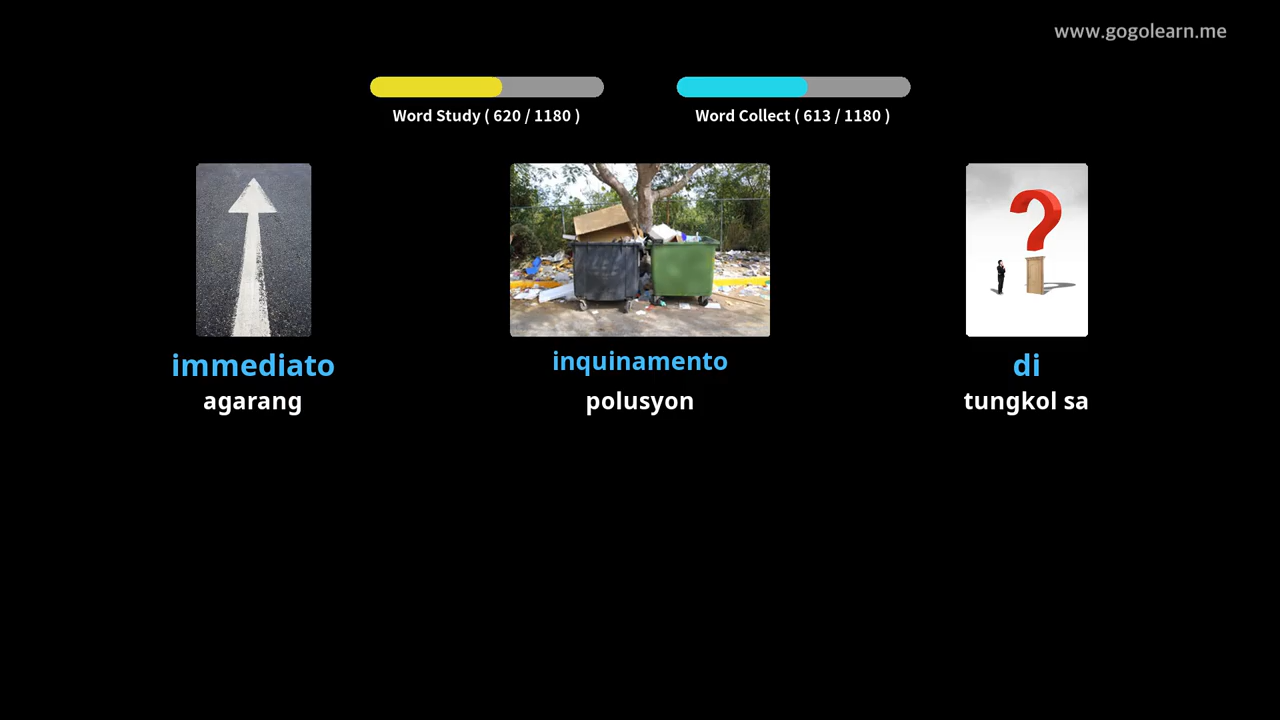 www.gogolearn.me
Word Study ( 620 / 1180 )
Word Collect ( 613 / 1180 )
immediato
agarang
inquinamento
polusyon
di
tungkol sa